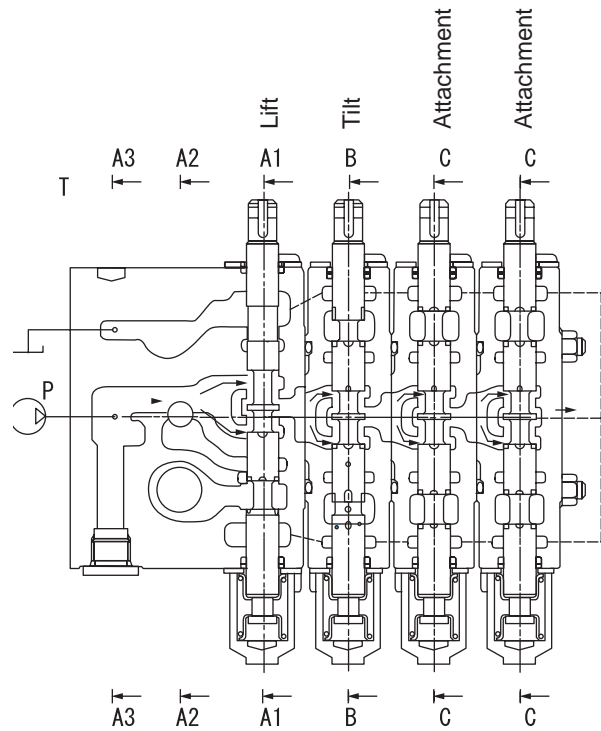 Lift
Tilt
Attachment
Attachment
A3
A2
A1
B
C
C
T
P
A3
A2
A1
B
C
C